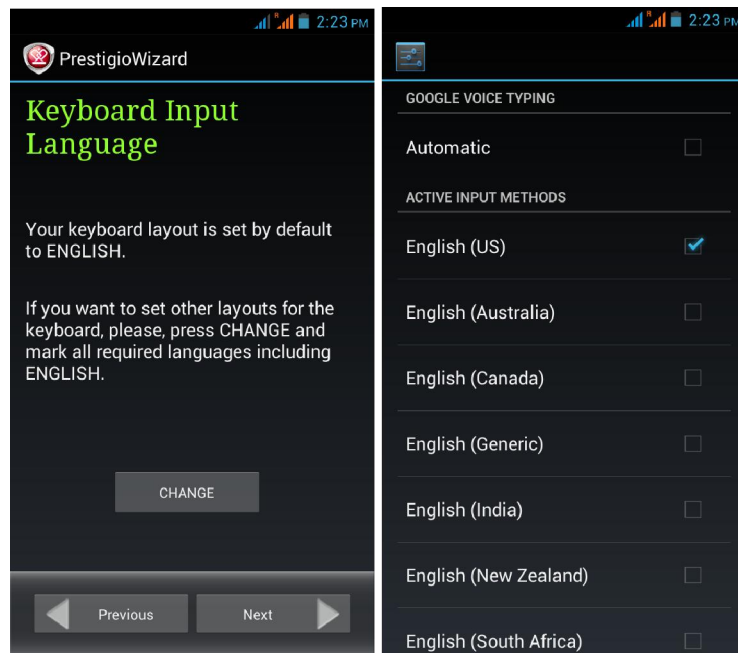 2:23 PM
PrestigioWizard
Keyboard Input
Language
Your keyboard layout is set by default
to ENGLISH.
If you want to set other layouts for the
keyboard, please, press CHANGE and
mark all required languages including
ENGLISH.
CHANGE
Previous
Next
R
2:23 PM
GOOGLE VOICE TYPING
Automatic
ACTIVE INPUT METHODS
English (US)
English (Australia)
English (Canada)
English (Generic)
English (India)
English (New Zealand)
English (South Africa)